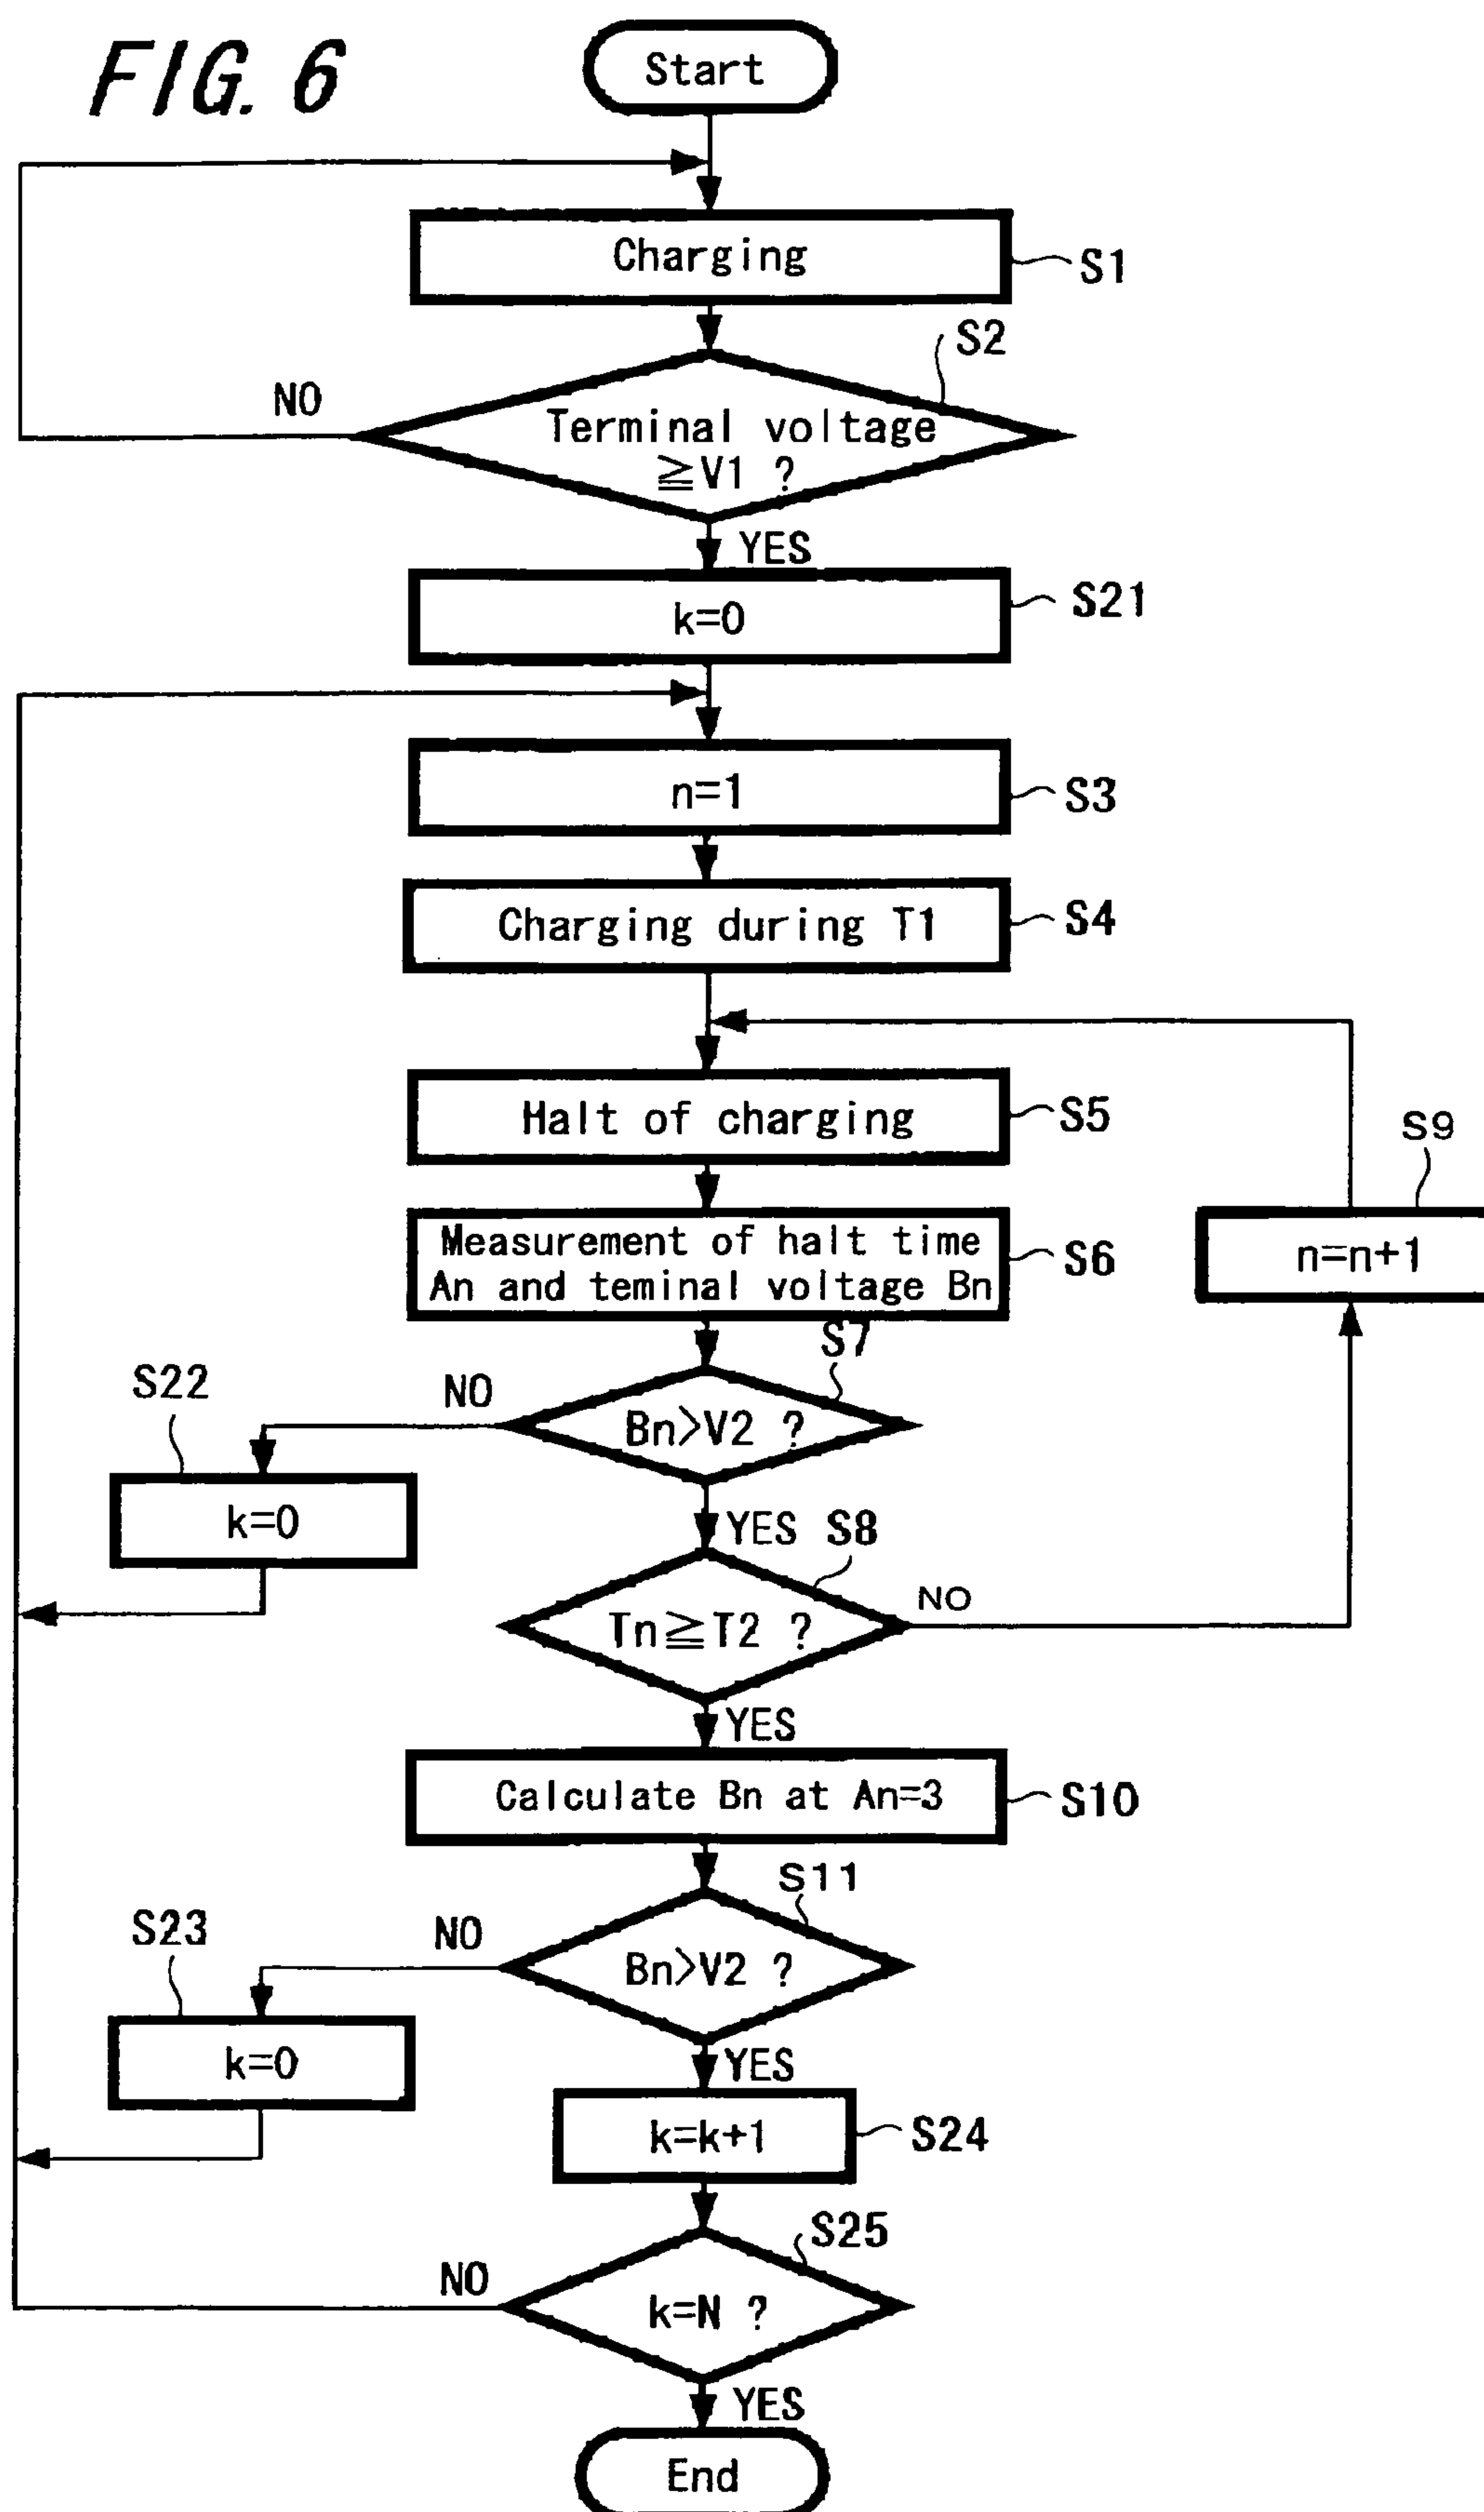 FIG. 6
Start
Charging
S1
S2
NO
Terminal voltage
≧V1 ?
YES
k=0
S21
n=1
S3
Charging during T1
S4
Halt of charging
S5
S9
Measurement of halt time
An and teminal voltage Bn
S6
n=n+1
S7
S22
NO
Bn>V2 ?
k=0
YES
S8
Tn≧T2 ?
NO
YES
Calculate Bn at An=3
S10
S11
S23
NO
Bn>V2 ?
k=0
YES
k=k+1
S24
S25
NO
k=N ?
YES
End